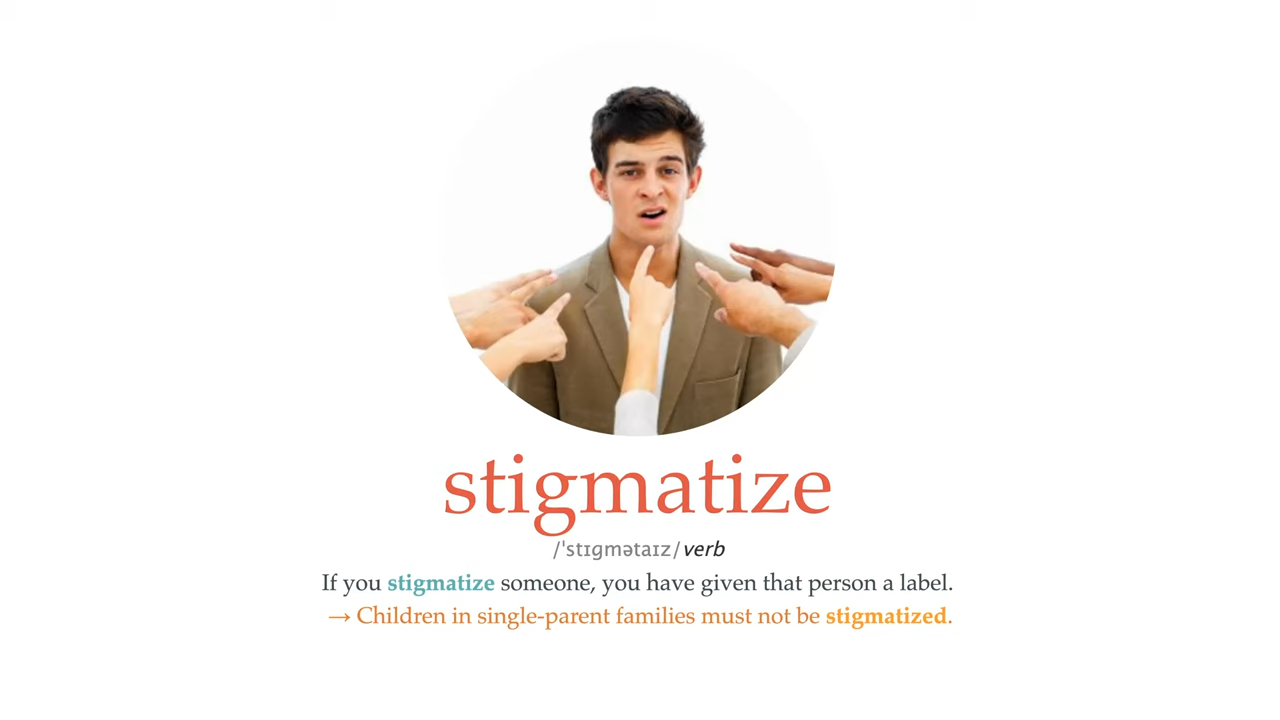 stigmatize
/ˈstɪɡmətaɪz/verb
If you stigmatize someone, you have given that person a label.
→ Children in single-parent families must not be stigmatized.